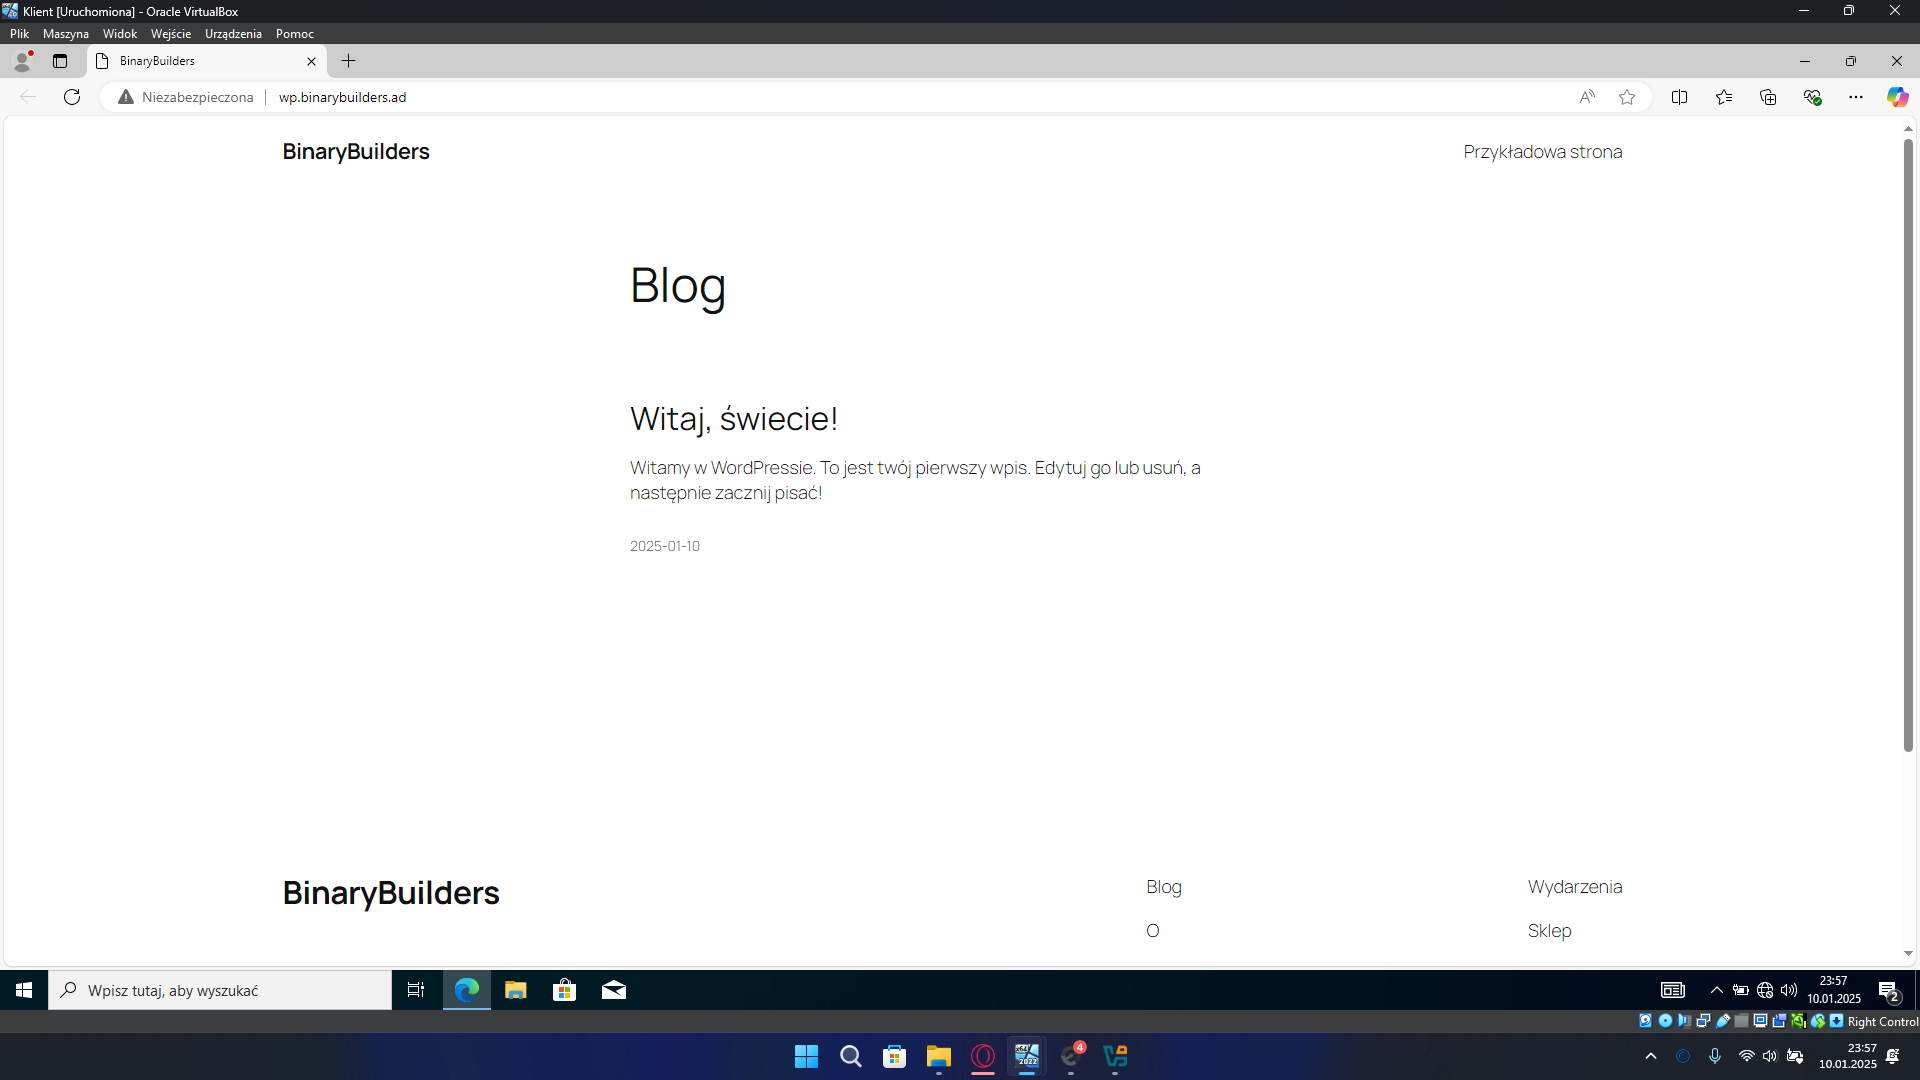 Klient [Uruchomiona] - Oracle VirtualBox
Plik Maszyna Widok Wejście Urządzenia Pomoc
BinaryBuilders
Niezabezpieczona wp.binarybuilders.ad
BinaryBuilders Przykładowa strona
Blog
Witaj, świecie!
Witamy w WordPressie. To jest twój pierwszy wpis. Edytuj go lub usuń, a
następnie zacznij pisać!
2025-01-10
BinaryBuilders Blog Wydarzenia
O Sklep
Wpisz tutaj, aby wyszukać
23:57
10.01.2025
2
Right Control
2022
4
23:57
10.01.2025